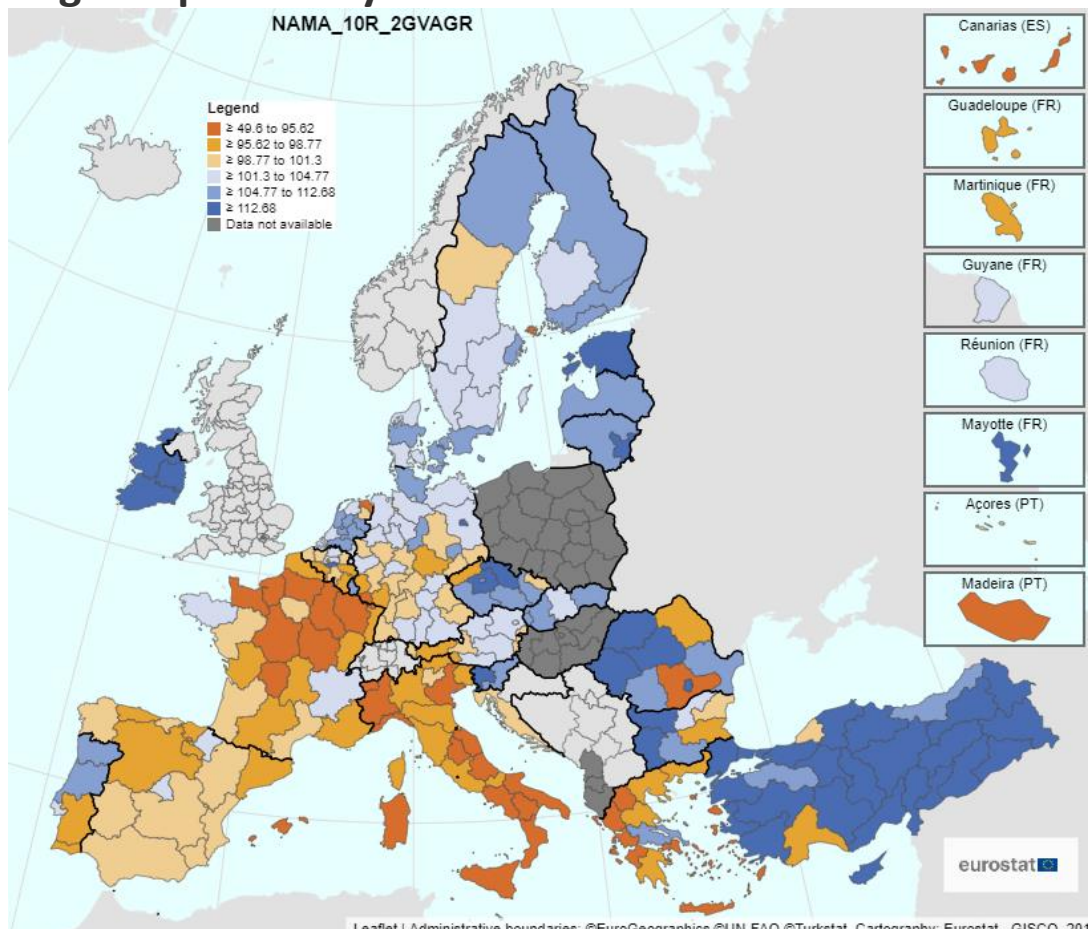 NAMA_10R_2GVAGR
Legend
≥ 49.6 to 95.62
≥ 95.62 to 98.77
≥ 98.77 to 101.3
≥ 101.3 to 104.77
≥ 104.77 to 112.68
≥ 112.68
Data not available
Canarias (ES)
Guadeloupe (FR)
Martinique (FR)
Guyane (FR)
Réunion (FR)
Mayotte (FR)
Açores (PT)
Madeira (PT)
eurostat
Leaflet | Administrative boundaries: ©EuroGeographics ©UN-FAO ©Turkstat, Cartography: Eurostat - GISCO, 20